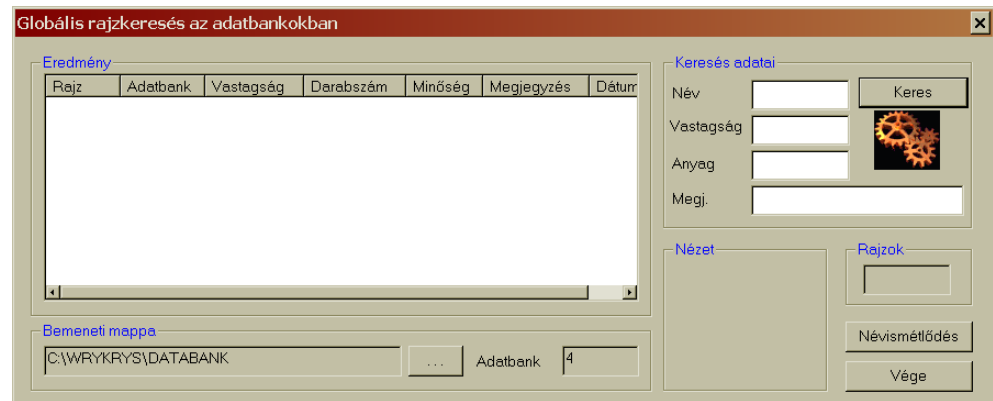 Globális rajzkeresés az adatbankokban
Eredmény
Rajz Adatbank Vastagság Darabszám Minőség Megjegyzés Dátum
Keresés adatai
Név
Keres
Vastagság
Anyag
Megj.
Nézet
Rajzok
Bemeneti mappa
C:\WRYKRYS\DATABANK
...
Adatbank 4
Névismétlődés
Vége